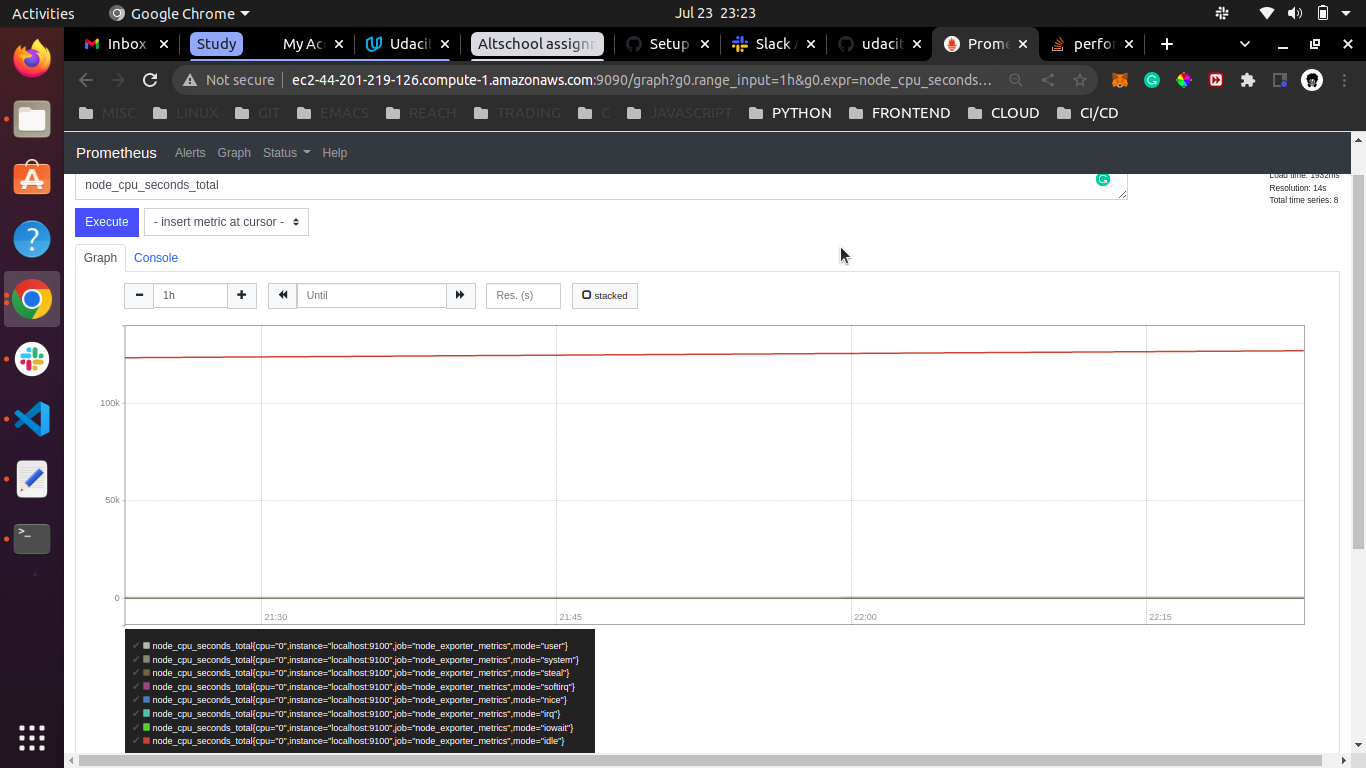 Activities Google Chrome Jul 23 23:23
Inbox Study My Ac Udacit Altschool assignm Setup Slack udacit Prome perfor
Not secure ec2-44-201-219-126.compute-1.amazonaws.com:9090/graph?g0.range_input=1h&g0.expr=node_cpu_seconds…
MISC LINUX GIT EMACS REACH TRADING C JAVASCRIPT PYTHON FRONTEND CLOUD CI/CD
Prometheus Alerts Graph Status Help
Load time: 1932ms
node_cpu_seconds_total
Resolution: 14s
Total time series: 8
Execute - insert metric at cursor -
Graph Console
1h Until Res. (s) stacked
100k
50k
0
21:30 21:45 22:00 22:15
node_cpu_seconds_total{cpu="0",instance="localhost:9100",job="node_exporter_metrics",mode="user"}
node_cpu_seconds_total{cpu="0",instance="localhost:9100",job="node_exporter_metrics",mode="system"}
node_cpu_seconds_total{cpu="0",instance="localhost:9100",job="node_exporter_metrics",mode="steal"}
node_cpu_seconds_total{cpu="0",instance="localhost:9100",job="node_exporter_metrics",mode="softirq"}
node_cpu_seconds_total{cpu="0",instance="localhost:9100",job="node_exporter_metrics",mode="nice"}
node_cpu_seconds_total{cpu="0",instance="localhost:9100",job="node_exporter_metrics",mode="irq"}
node_cpu_seconds_total{cpu="0",instance="localhost:9100",job="node_exporter_metrics",mode="iowait"}
node_cpu_seconds_total{cpu="0",instance="localhost:9100",job="node_exporter_metrics",mode="idle"}